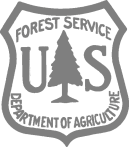 FOREST SERVICE
U S
DEPARTMENT OF AGRICULTURE